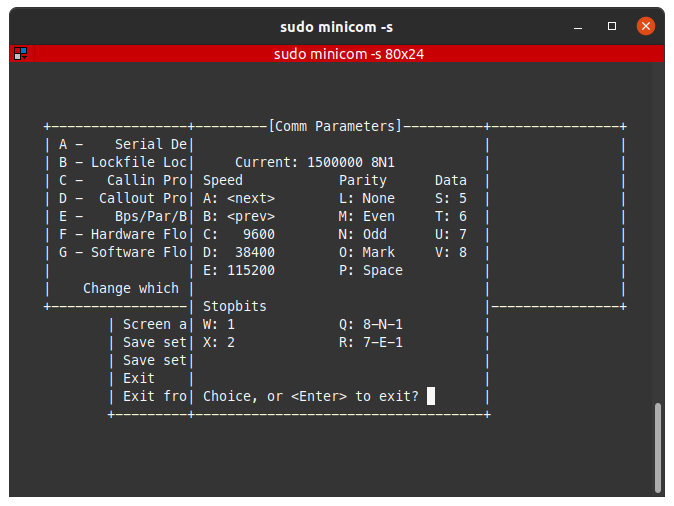 sudo minicom -s
sudo minicom -s 80x24
+-----------------+---------[Comm Parameters]----------+----------------+
| A -    Serial De|                                    |                |
| B - Lockfile Loc|     Current: 1500000 8N1           |                |
| C -   Callin Pro| Speed            Parity      Data  |                |
| D -  Callout Pro| A: <next>        L: None     S: 5  |                |
| E -    Bps/Par/B| B: <prev>        M: Even     T: 6  |                |
| F - Hardware Flo| C:   9600        N: Odd      U: 7  |                |
| G - Software Flo| D:  38400        O: Mark     V: 8  |                |
|                 | E: 115200        P: Space          |                |
|    Change which |                                    |                |
+-----------------| Stopbits                           |----------------+
        | Screen a| W: 1             Q: 8-N-1          |
        | Save set| X: 2             R: 7-E-1          |
        | Save set|                                    |
        | Exit    |                                    |
        | Exit fro| Choice, or <Enter> to exit?        |
        +---------+------------------------------------+